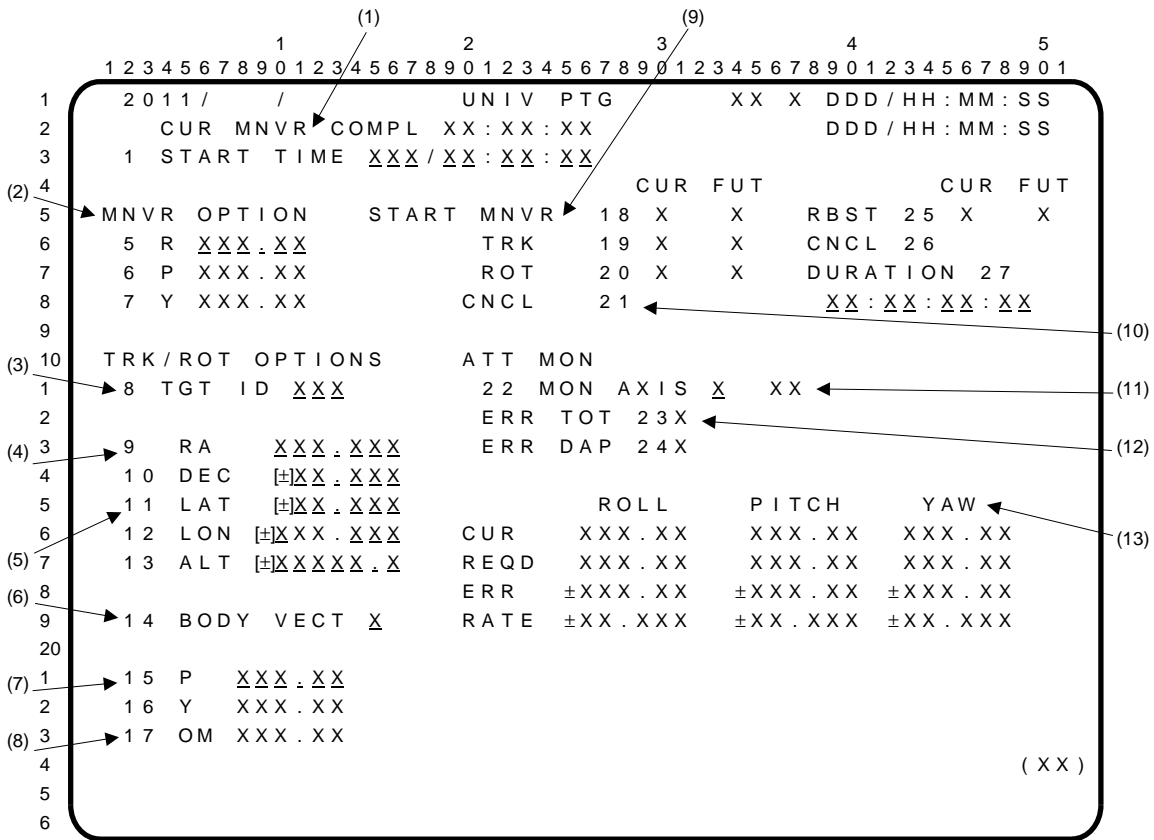 (1) (9)
1 2 3 4 5
1 2 3 4 5 6 7 8 9 0 1 2 3 4 5 6 7 8 9 0 1 2 3 4 5 6 7 8 9 0 1 2 3 4 5 6 7 8 9 0 1 2 3 4 5 6 7 8 9 0 1
1 2011/ / UNIV PTG XX X DDD/HH:MM:SS
2 CUR MNVR COMPL XX:XX:XX DDD/HH:MM:SS
3 1 START TIME XXX/XX:XX:XX
4 CUR FUT CUR FUT
(2) 5 MNVR OPTION START MNVR 18 X X RBST 25 X X
6 5 R XXX.XX TRK 19 X X CNCL 26
7 6 P XXX.XX ROT 20 X X DURATION 27
8 7 Y XXX.XX CNCL 21 XX:XX:XX:XX
9 (10)
10 TRK/ROT OPTIONS ATT MON
(3) 1 8 TGT ID XXX 22 MON AXIS X XX (11)
2 ERR TOT 23X
(4) 3 9 RA XXX.XXX ERR DAP 24X (12)
4 10 DEC [±]XX.XXX
5 11 LAT [±]XX.XXX ROLL PITCH YAW
6 12 LON [±]XXX.XXX CUR XXX.XX XXX.XX XXX.XX (13)
(5) 7 13 ALT [±]XXXXX.X REQD XXX.XX XXX.XX XXX.XX
(6) 8 ERR ±XXX.XX ±XXX.XX ±XXX.XX
9 14 BODY VECT X RATE ±XX.XXX ±XX.XXX ±XX.XXX
20
(7) 1 15 P XXX.XX
2 16 Y XXX.XX
(8) 3 17 OM XXX.XX
4 (XX)
5
6